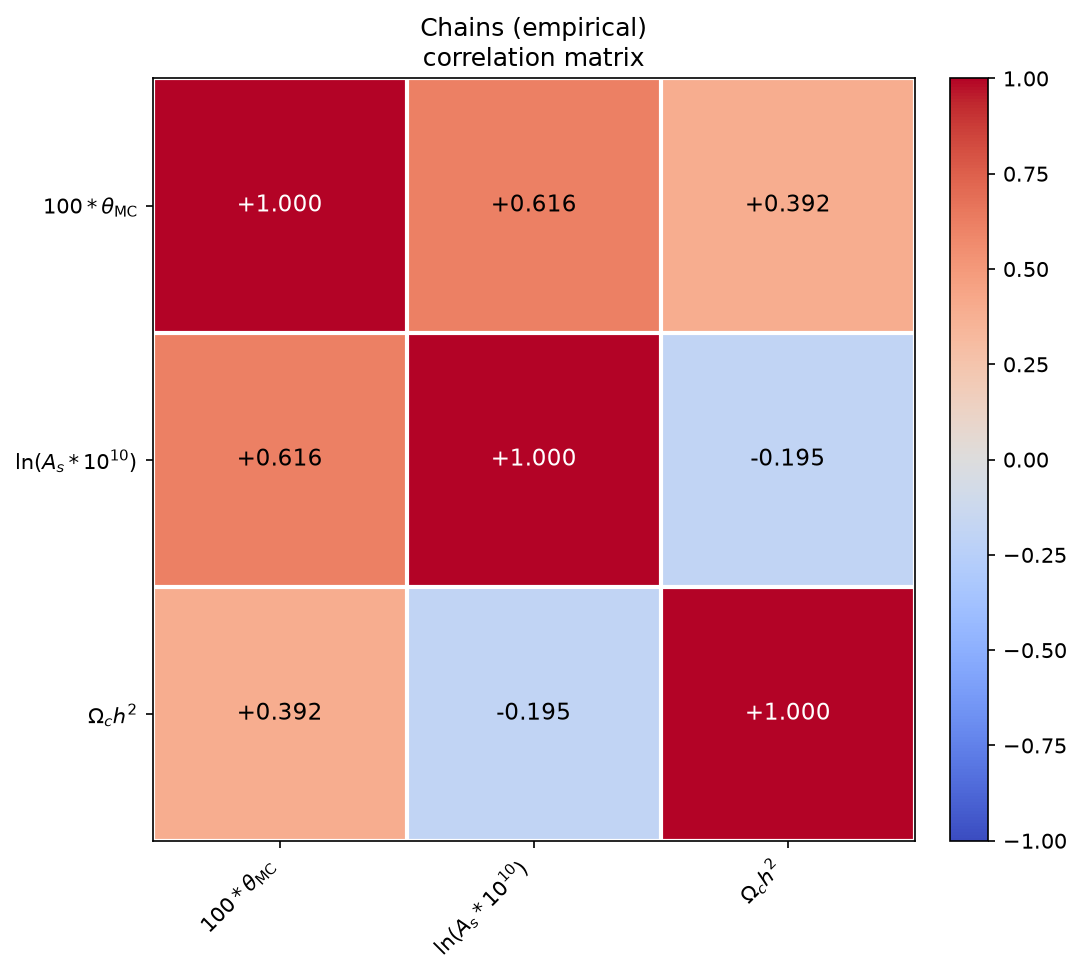 Chains (empirical)
correlation matrix
1.00
0.75
0.50
0.25
0.00
−0.25
−0.50
−0.75
−1.00
100 * θ_MC
+1.000
+0.616
+0.392
ln(A_s * 10^10)
+0.616
+1.000
-0.195
Ω_c h^2
+0.392
-0.195
+1.000
100 * θ_MC
ln(A_s * 10^10)
Ω_c h^2